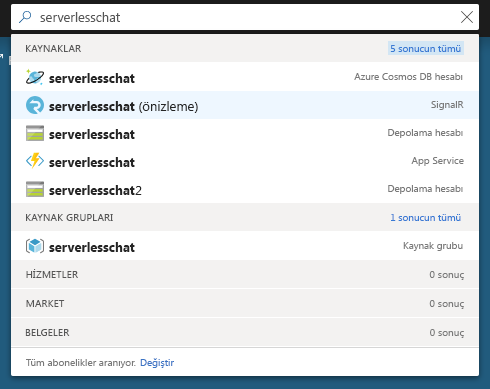 serverlesschat
KAYNAKLAR 5 sonucun tümü
serverlesschat Azure Cosmos DB hesabı
serverlesschat (önizleme) SignalR
serverlesschat Depolama hesabı
serverlesschat App Service
serverlesschat2 Depolama hesabı
KAYNAK GRUPLARI 1 sonucun tümü
serverlesschat Kaynak grubu
HİZMETLER 0 sonuç
MARKET 0 sonuç
BELGELER 0 sonuç
Tüm abonelikler aranıyor. Değiştir